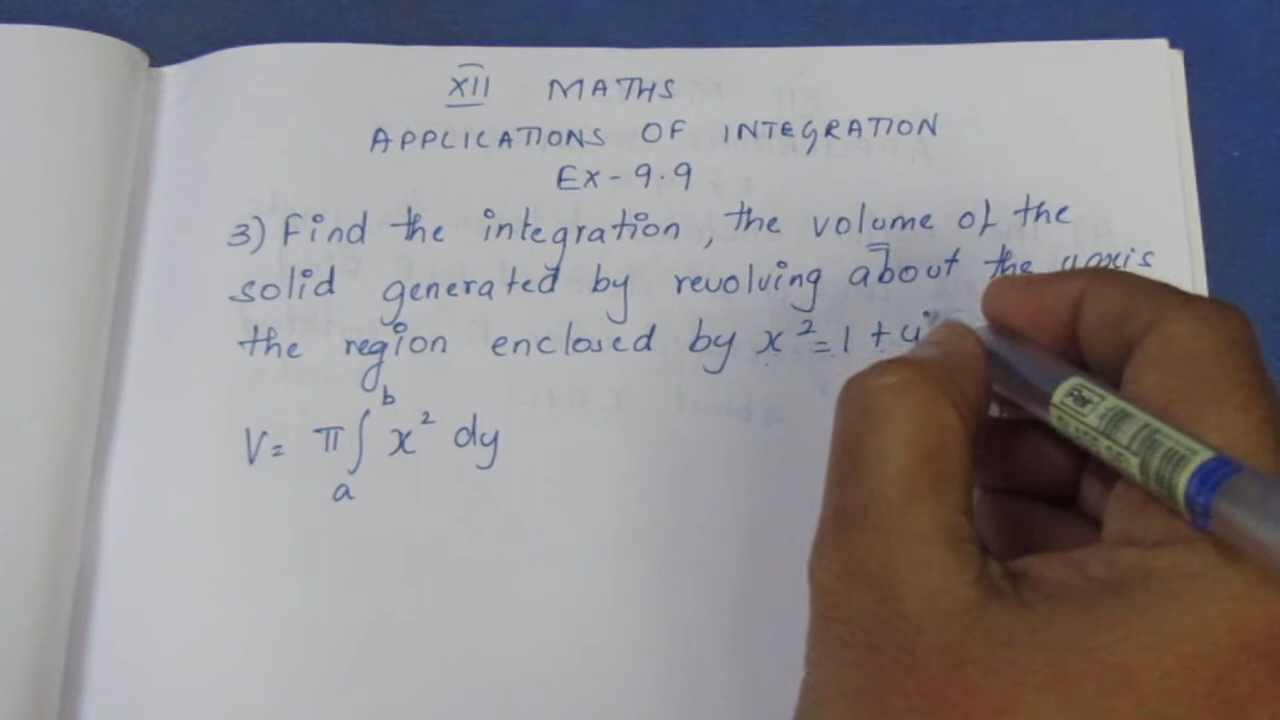 XII MATHS
APPLICATIONS OF INTEGRATION
Ex-9.9
3) Find the integration, the volume of the
solid generated by revolving about the yaxis
the region enclosed by x²=1+y
b
V= π∫ x² dy
a